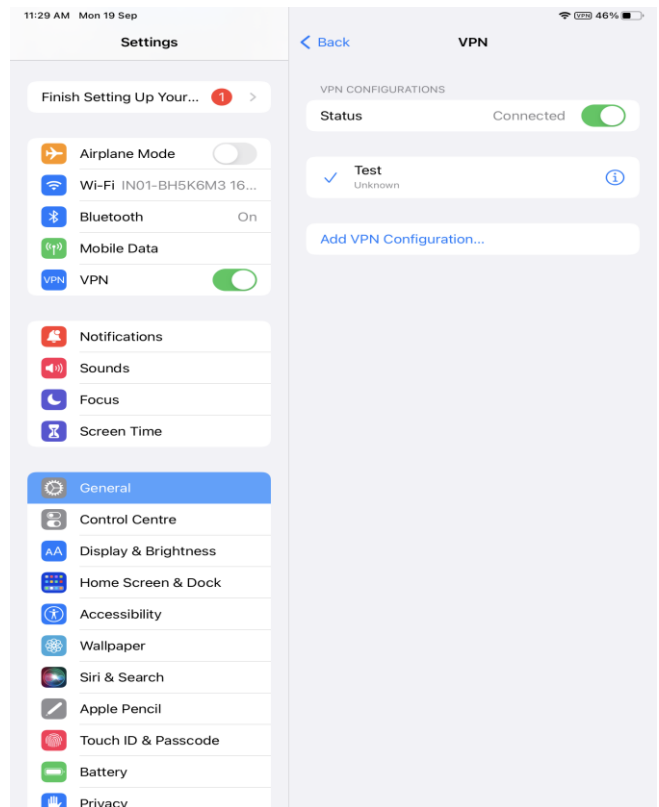 11:29 AM Mon 19 Sep
VPN 46%
Settings
Finish Setting Up Your... 1
Airplane Mode
Wi-Fi IN01-BH5K6M3 16...
Bluetooth On
Mobile Data
VPN VPN
Notifications
Sounds
Focus
Screen Time
General
Control Centre
AA Display & Brightness
Home Screen & Dock
Accessibility
Wallpaper
Siri & Search
Apple Pencil
Touch ID & Passcode
Battery
Privacy
Back VPN
VPN CONFIGURATIONS
Status Connected
Test
Unknown
Add VPN Configuration...